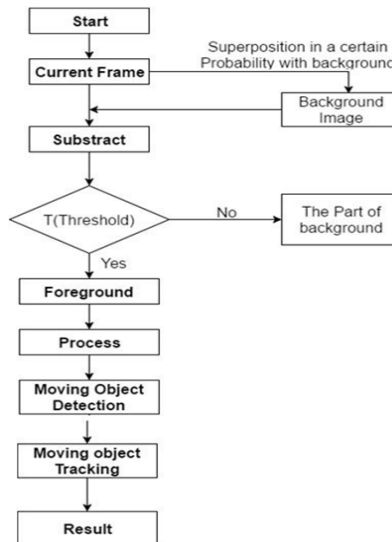 Start
Superposition in a certain
Probability with background
Current Frame
Background
Image
Substract
T(Threshold)
No
The Part of
background
Yes
Foreground
Process
Moving Object
Detection
Moving object
Tracking
Result